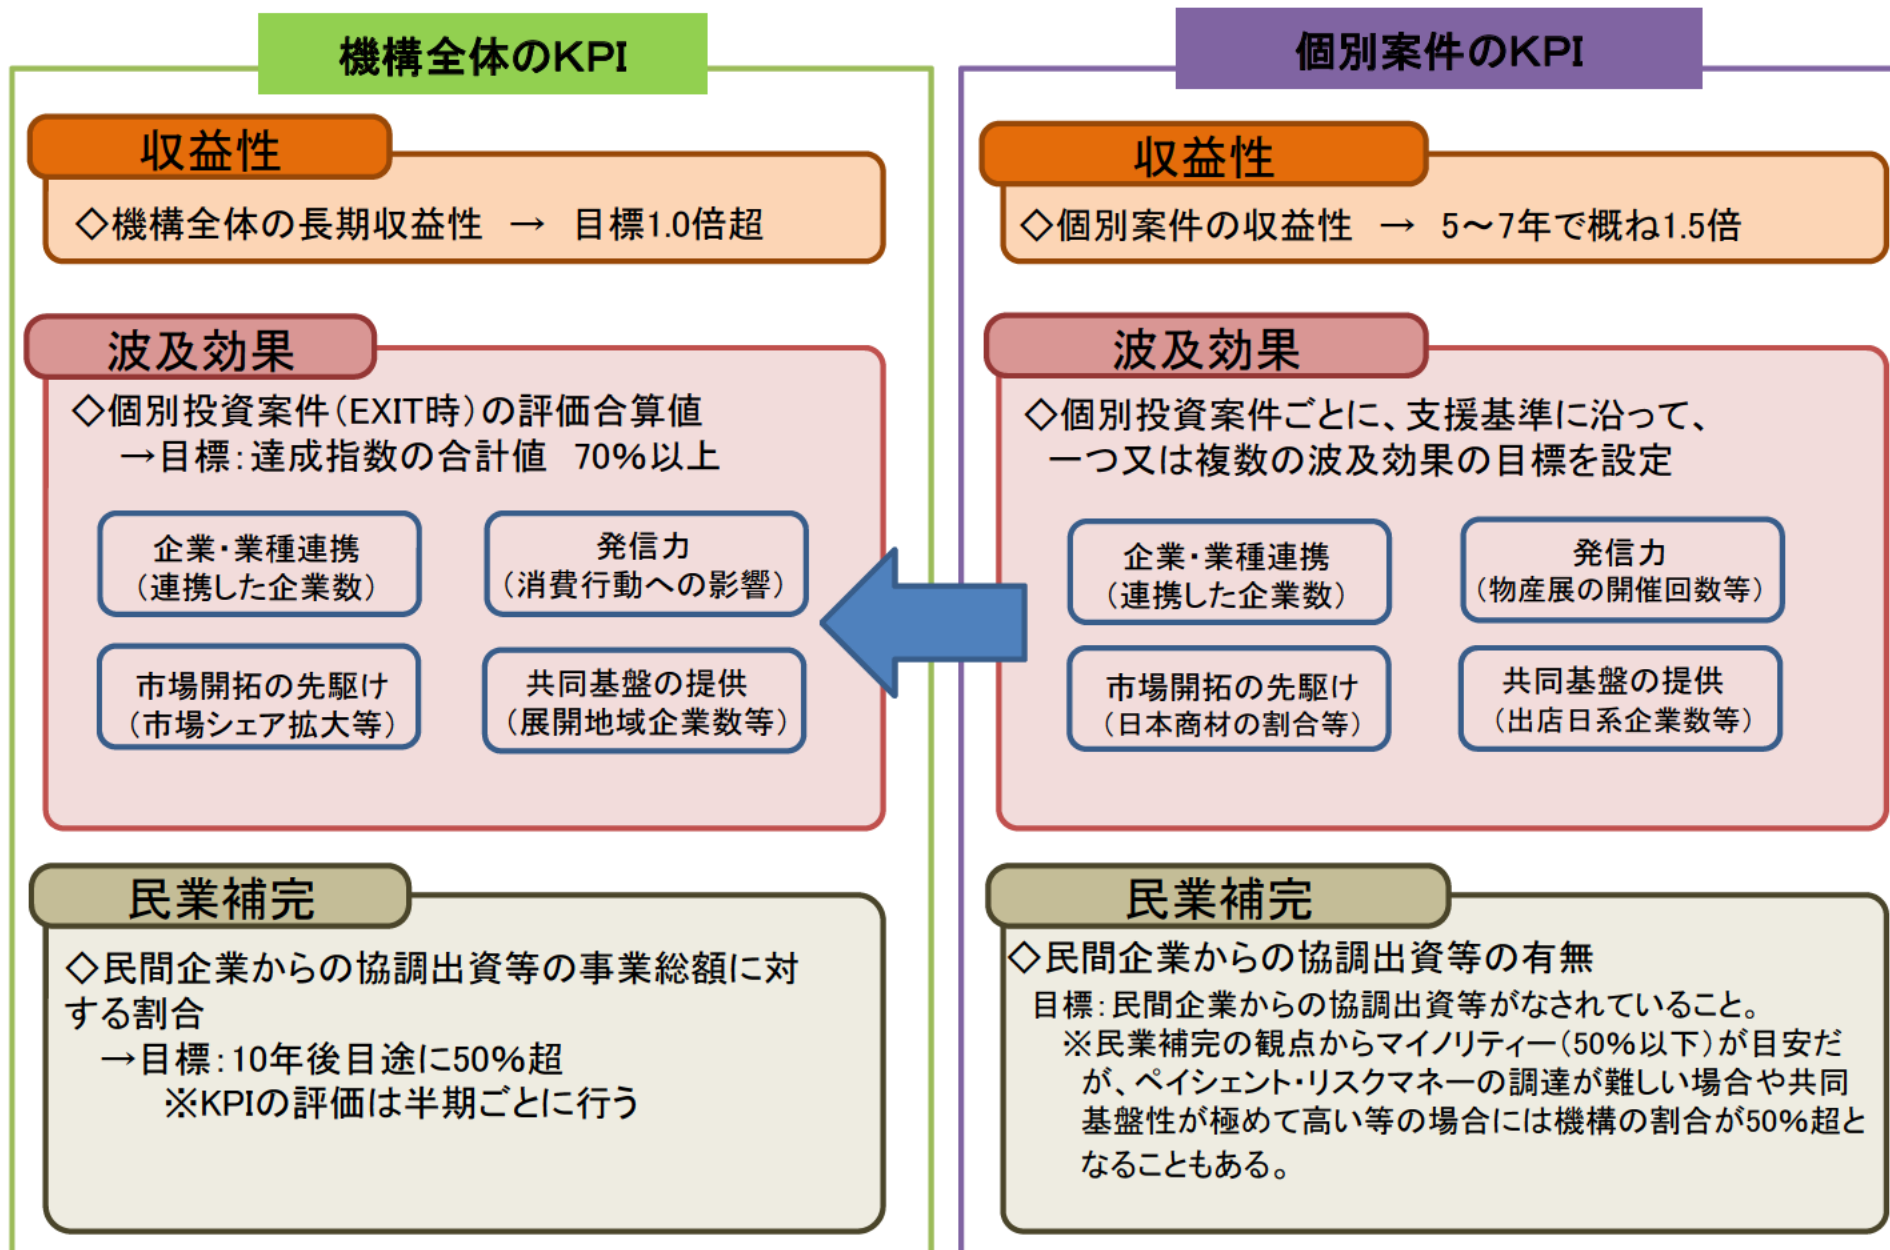 機構全体のKPI
収益性
◇機構全体の長期収益性 → 目標1.0倍超
波及効果
◇個別投資案件(EXIT時)の評価合算値
→目標:達成指数の合計値 70%以上
企業・業種連携
(連携した企業数)
発信力
(消費行動への影響)
市場開拓の先駆け
(市場シェア拡大等)
共同基盤の提供
(展開地域企業数等)
民業補完
◇民間企業からの協調出資等の事業総額に対
する割合
→目標:10年後目途に50%超
※KPIの評価は半期ごとに行う
個別案件のKPI
収益性
◇個別案件の収益性 → 5~7年で概ね1.5倍
波及効果
◇個別投資案件ごとに、支援基準に沿って、
一つ又は複数の波及効果の目標を設定
企業・業種連携
(連携した企業数)
発信力
(物産展の開催回数等)
市場開拓の先駆け
(日本商材の割合等)
共同基盤の提供
(出店日系企業数等)
民業補完
◇民間企業からの協調出資等の有無
目標:民間企業からの協調出資等がなされていること。
※民業補完の観点からマイノリティー(50%以下)が目安だ
が、ペイシェント・リスクマネーの調達が難しい場合や共同
基盤性が極めて高い等の場合には機構の割合が50%超と
なることもある。